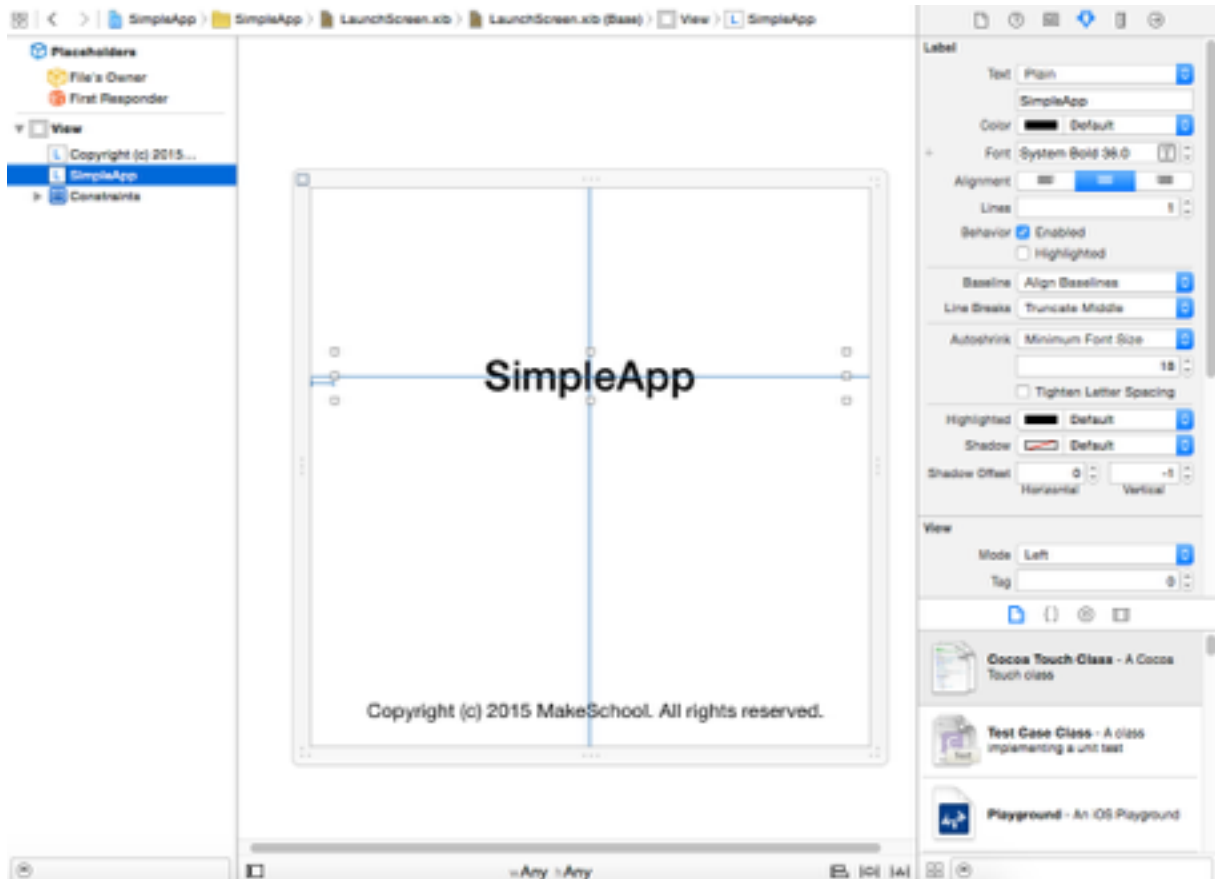 SimpleApp SimpleApp LaunchScreen.xib LaunchScreen.xib (Base) View L SimpleApp
Placeholders
File's Owner
First Responder
View
L Copyright (c) 2015...
L SimpleApp
Constraints
SimpleApp
Copyright (c) 2015 MakeSchool. All rights reserved.
wAny hAny
Label
Text Plain
SimpleApp
Color Default
Font System Bold 36.0
Alignment
Lines 1
Behavior Enabled
Highlighted
Baseline Align Baselines
Line Breaks Truncate Middle
Autoshrink Minimum Font Size
18
Tighten Letter Spacing
Highlighted Default
Shadow Default
Shadow Offset 0 -1
Horizontal Vertical
View
Mode Left
Tag 0
{ }
Cocoa Touch Class - A Cocoa
Touch class
Test Case Class - A class
implementing a unit test
Test
Playground - An iOS Playground